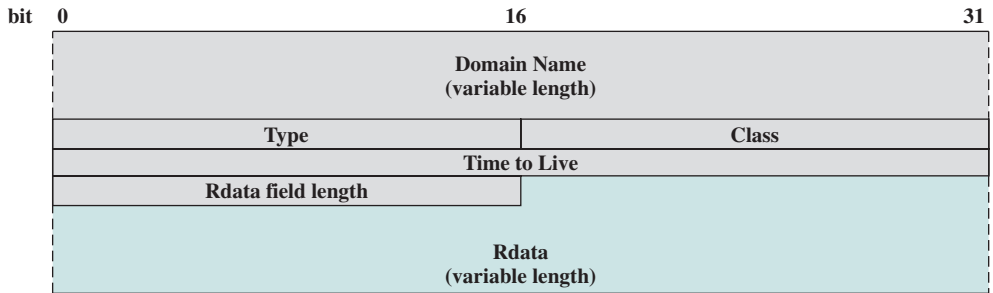 bit 0 16 31
Domain Name
(variable length)
Type Class
Time to Live
Rdata field length
Rdata
(variable length)